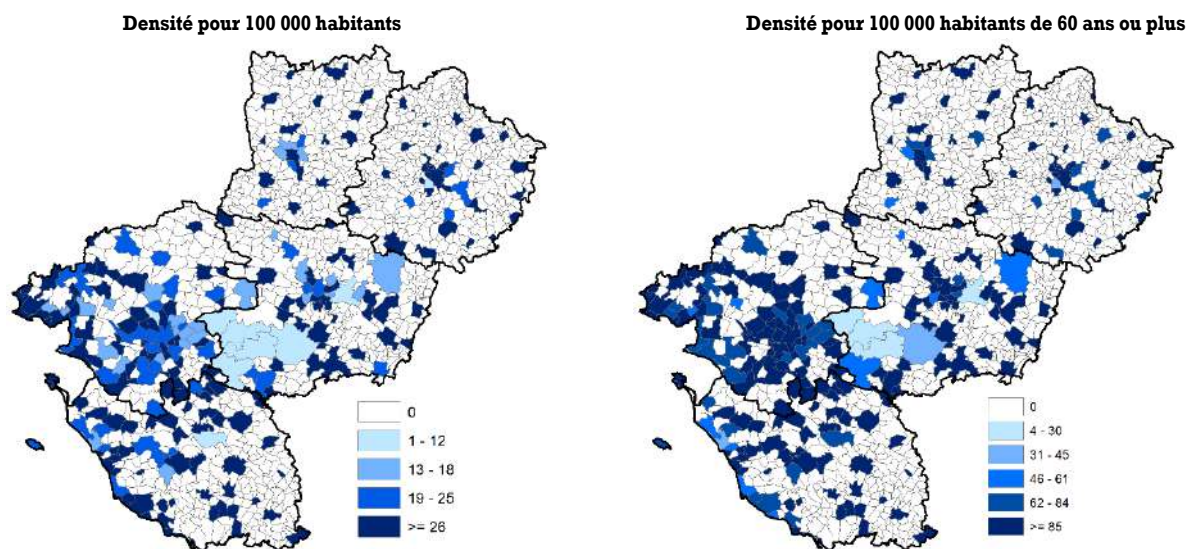 Densité pour 100 000 habitants
Densité pour 100 000 habitants de 60 ans ou plus
0
1 - 12
13 - 18
19 - 25
>= 26
0
4 - 30
31 - 45
46 - 61
62 - 84
>= 85